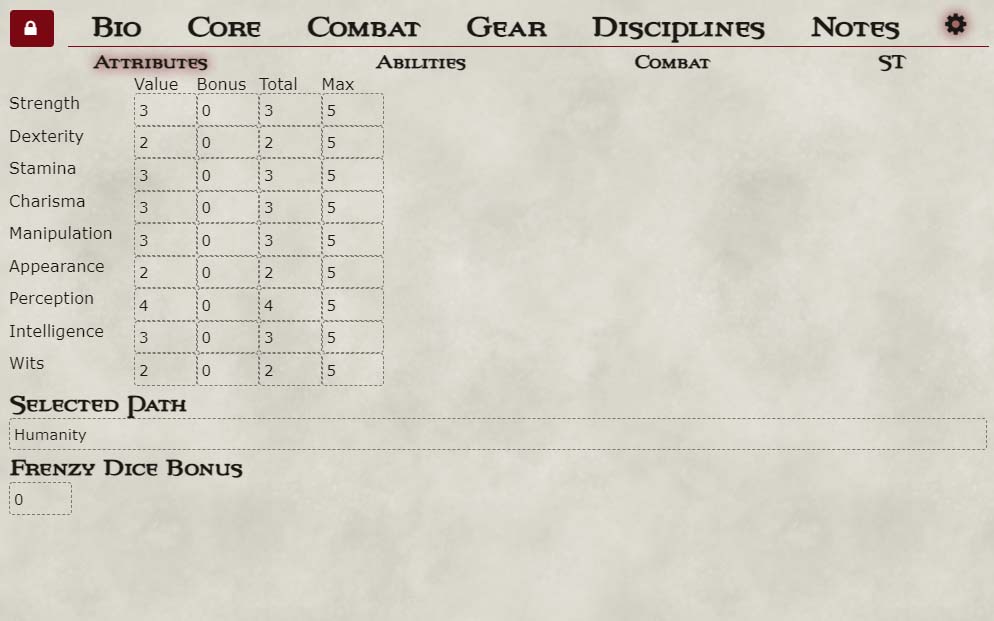 Bio Core Combat Gear Disciplines Notes
Attributes Abilities Combat ST
Value Bonus Total Max
Strength 3 0 3 5
Dexterity 2 0 2 5
Stamina 3 0 3 5
Charisma 3 0 3 5
Manipulation 3 0 3 5
Appearance 2 0 2 5
Perception 4 0 4 5
Intelligence 3 0 3 5
Wits 2 0 2 5
Selected Path
Humanity
Frenzy Dice Bonus
0